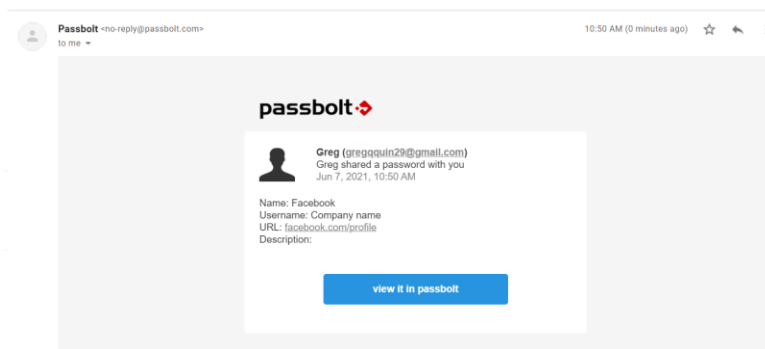 Passbolt <no-reply@passbolt.com>
10:50 AM (0 minutes ago)
to me
passbolt
Greg (gregqquin29@gmail.com)
Greg shared a password with you
Jun 7, 2021, 10:50 AM
Name: Facebook
Username: Company name
URL: facebook.com/profile
Description:
view it in passbolt